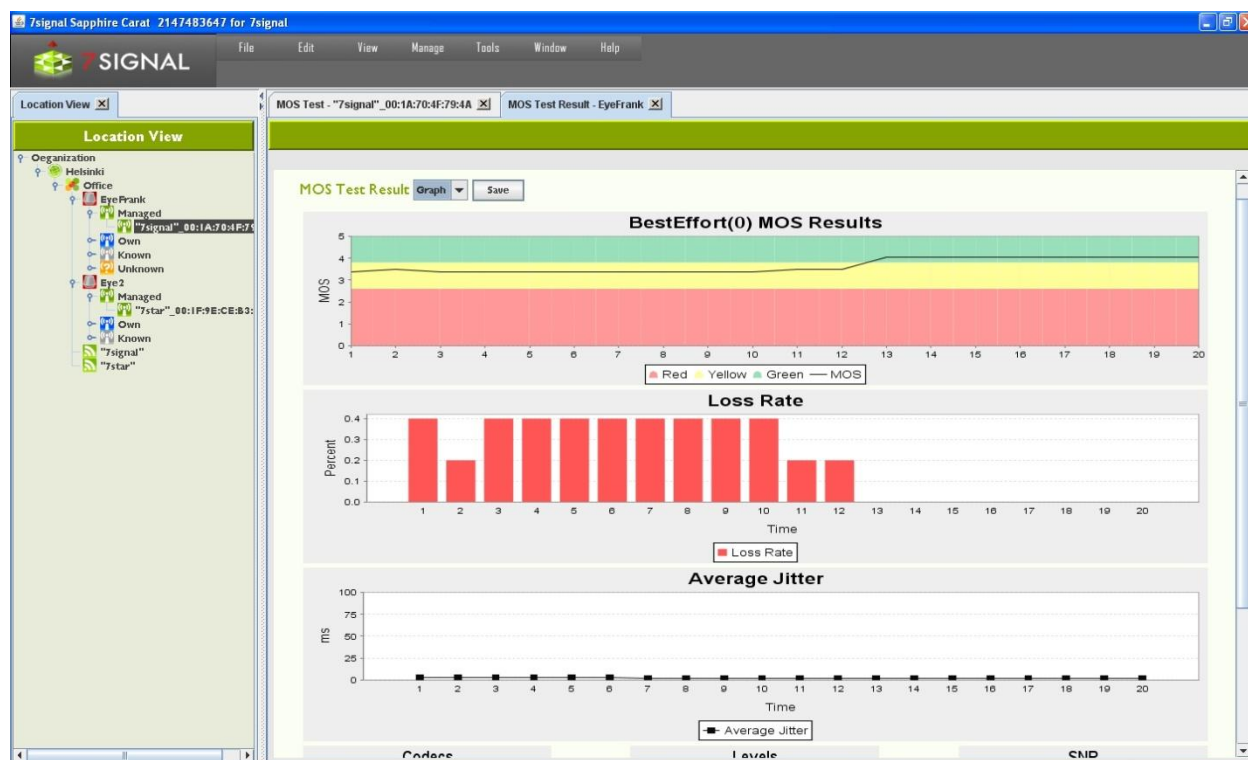 7signal Sapphire Carat 2147483647 for 7signal
7SIGNAL
File Edit View Manage Tools Window Help
Location View
Location View
Oeganization
Helsinki
Office
EyeFrank
Managed
"7signal"_00:1A:70:4F:79
Own
Known
Unknown
Eye2
Managed
"7star"_00:1F:9E:CE:B3:
Own
Known
"7signal"
"7star"
MOS Test - "7signal"_00:1A:70:4F:79:4A MOS Test Result - EyeFrank
MOS Test Result Graph Save
BestEffort(0) MOS Results
5
4
3
2
1
0
MOS
1 2 3 4 5 6 7 8 9 10 11 12 13 14 15 16 17 18 19 20
Red Yellow Green MOS
Loss Rate
0.4
0.3
0.2
0.1
0.0
Percent
1 2 3 4 5 6 7 8 9 10 11 12 13 14 15 16 17 18 19 20
Time
Loss Rate
Average Jitter
100
75
50
25
0
ms
1 2 3 4 5 6 7 8 9 10 11 12 13 14 15 16 17 18 19 20
Time
Average Jitter
Codecs Levels SNR